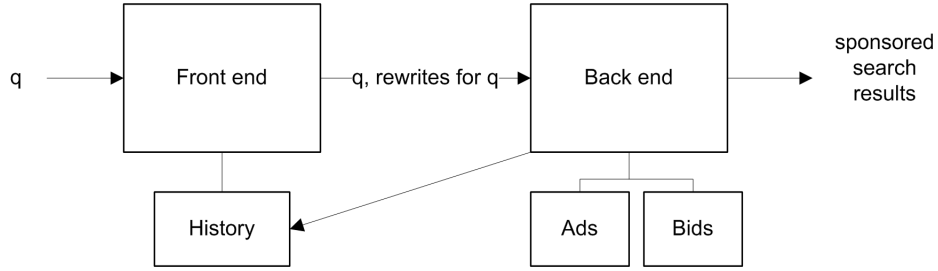 q
Front end
q, rewrites for q
Back end
sponsored
search
results
History
Ads
Bids